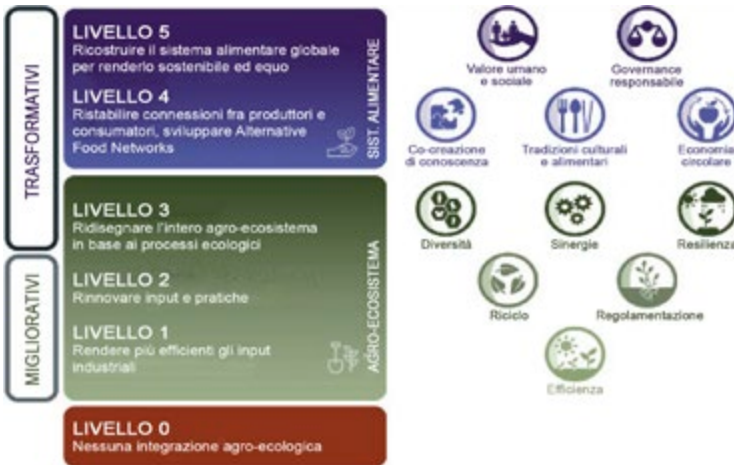 TRASFORMATIVI
MIGLIORATIVI
LIVELLO 5
Ricostruire il sistema alimentare globale
per renderlo sostenibile ed equo
LIVELLO 4
Ristabilire connessioni fra produttori e
consumatori, sviluppare Alternative
Food Networks
SIST. ALIMENTARE
LIVELLO 3
Ridisegnare l'intero agro-ecosistema
in base ai processi ecologici
LIVELLO 2
Rinnovare input e pratiche
LIVELLO 1
Rendere più efficienti gli input
industriali
AGRO-ECOSISTEMA
LIVELLO 0
Nessuna integrazione agro-ecologica
Valore umano
e sociale
Governance
responsabile
Co-creazione
di conoscenza
Tradizioni culturali
e alimentari
Economia
circolare
Diversità
Sinergie
Resilienza
Riciclo
Regolamentazione
Efficienza